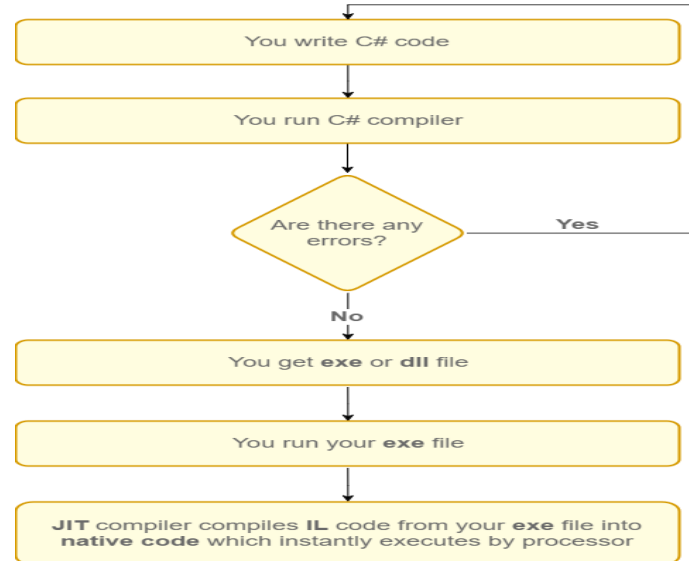 You write C# code
You run C# compiler
Are there any
errors?
Yes
No
You get exe or dll file
You run your exe file
JIT compiler compiles IL code from your exe file into
native code which instantly executes by processor